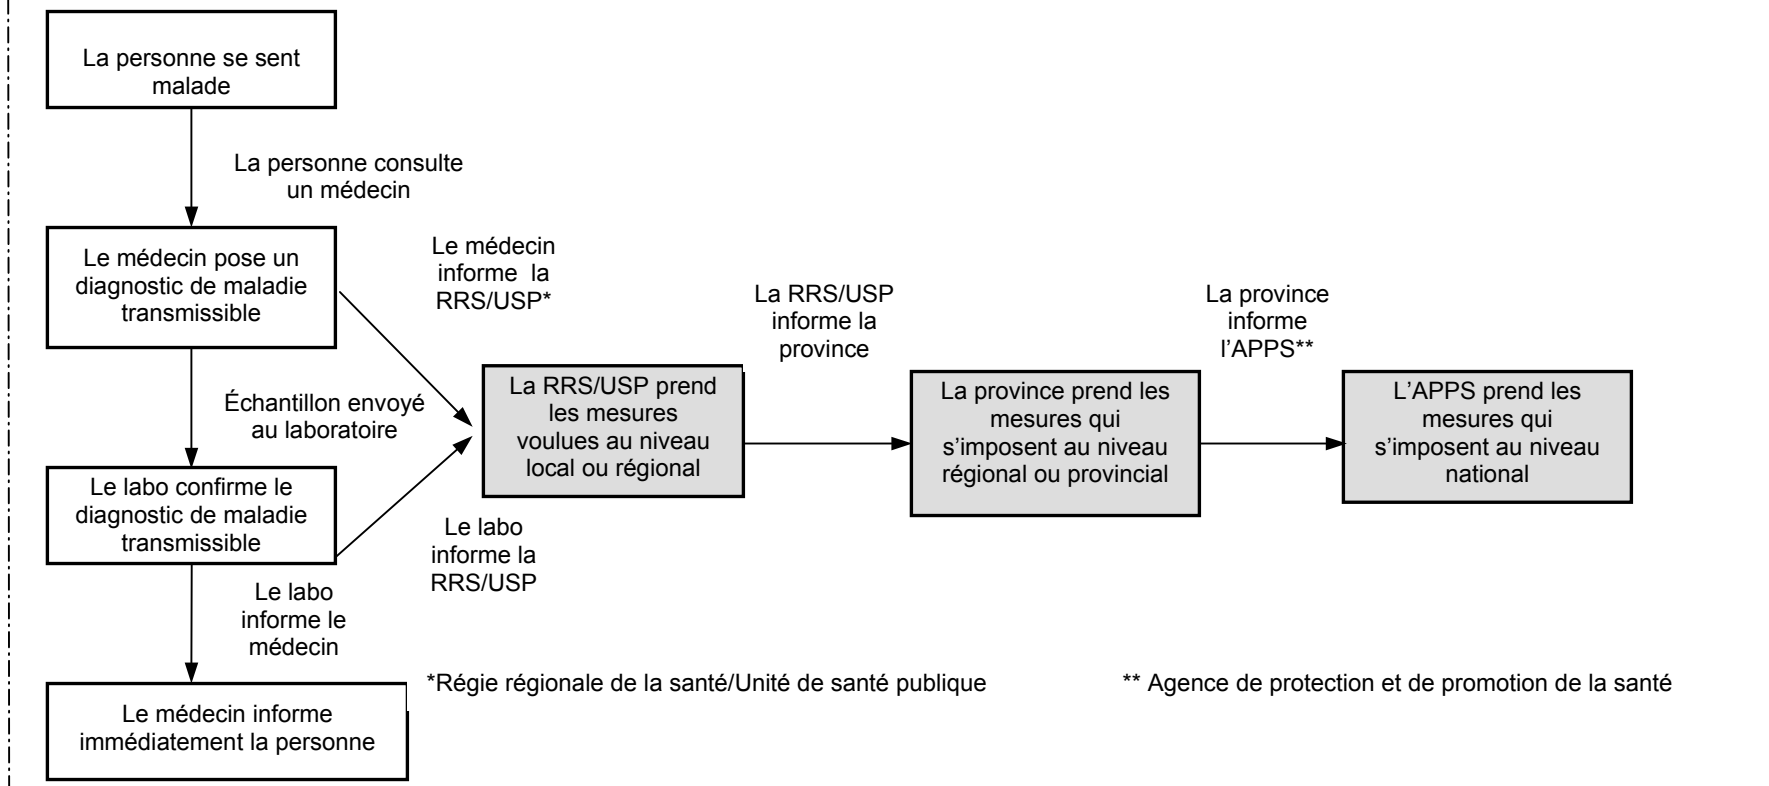 La personne se sent
malade
La personne consulte
un médecin
Le médecin pose un
diagnostic de maladie
transmissible
Le médecin
informe la
RRS/USP*
Échantillon envoyé
au laboratoire
Le labo confirme le
diagnostic de maladie
transmissible
Le labo
informe la
RRS/USP
Le labo
informe le
médecin
Le médecin informe
immédiatement la personne
La RRS/USP prend
les mesures
voulues au niveau
local ou régional
La RRS/USP
informe la
province
La province prend les
mesures qui
s'imposent au niveau
régional ou provincial
La province
informe
l'APPS**
L'APPS prend les
mesures qui
s'imposent au niveau
national
*Régie régionale de la santé/Unité de santé publique
** Agence de protection et de promotion de la santé